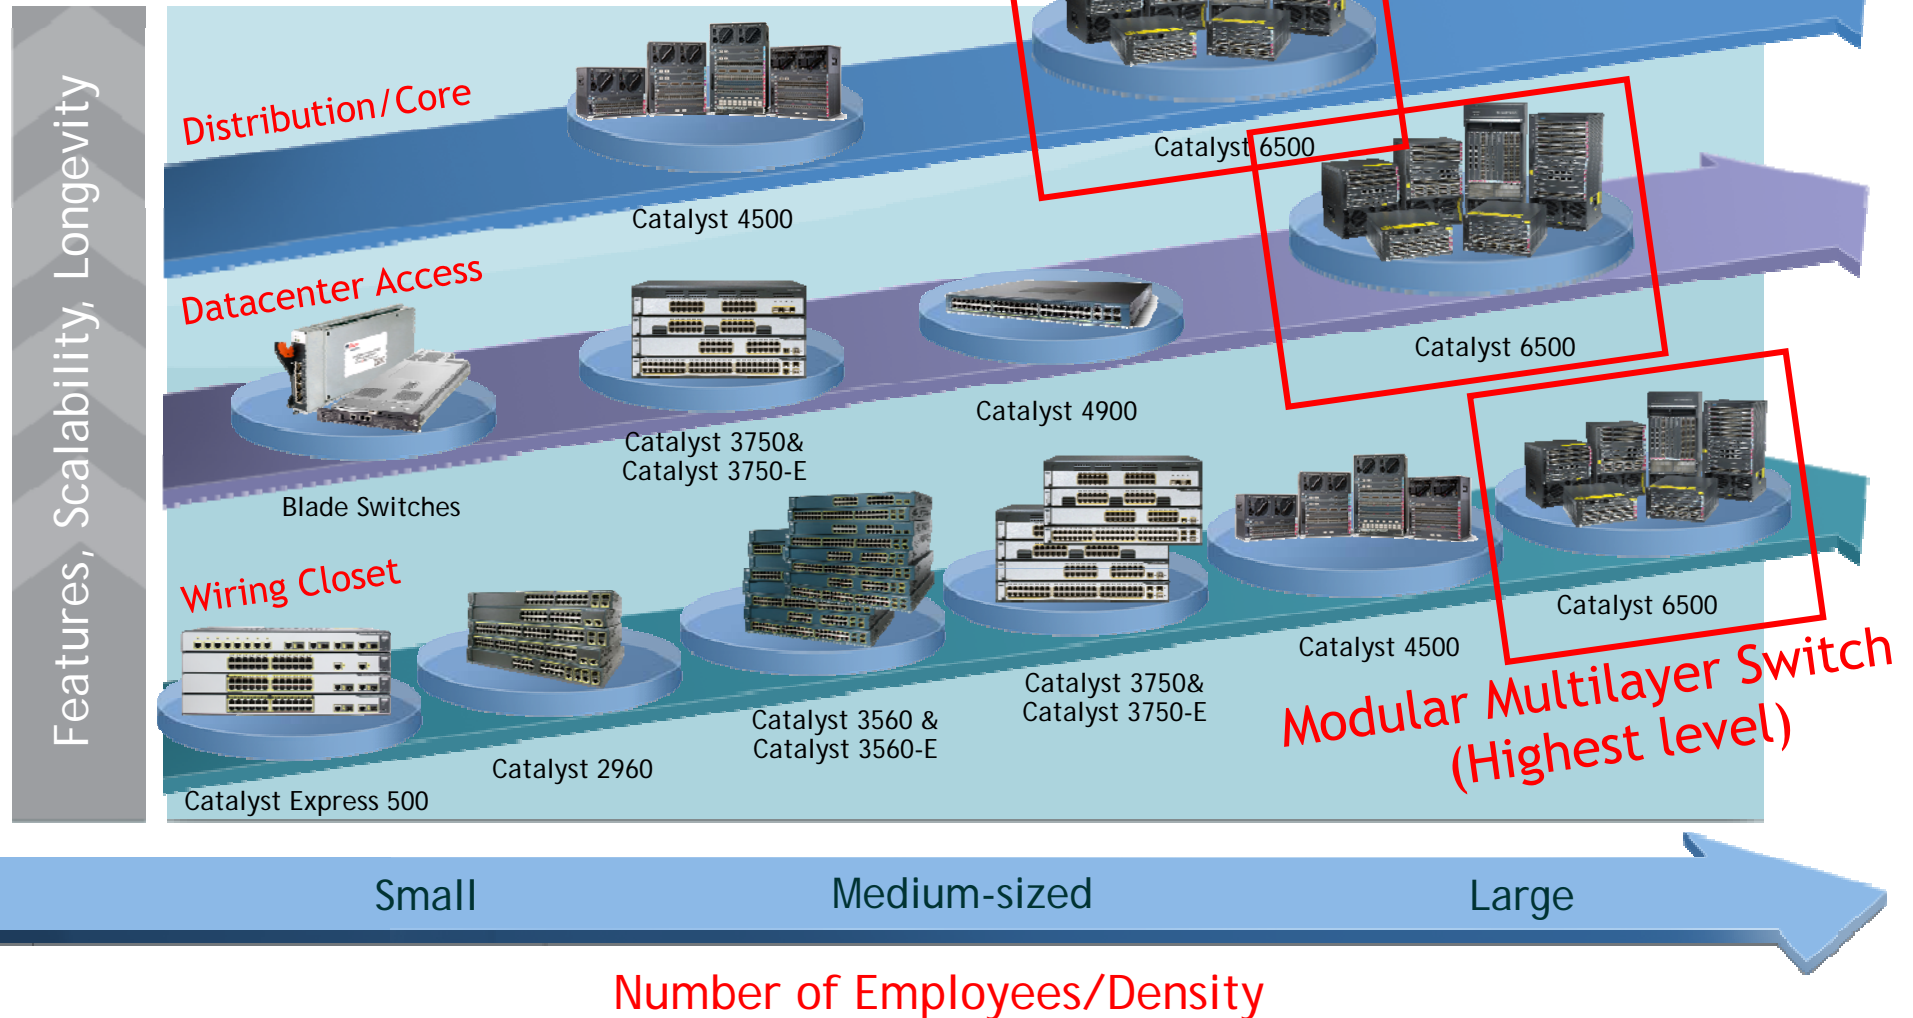 Features, Scalability, Longevity
Distribution/Core
Catalyst 4500
Catalyst 6500
Datacenter Access
Blade Switches
Catalyst 3750&
Catalyst 3750-E
Catalyst 4900
Catalyst 6500
Wiring Closet
Catalyst Express 500
Catalyst 2960
Catalyst 3560 &
Catalyst 3560-E
Catalyst 3750&
Catalyst 3750-E
Catalyst 4500
Catalyst 6500
Modular Multilayer Switch
(Highest level)
Small
Medium-sized
Large
Number of Employees/Density